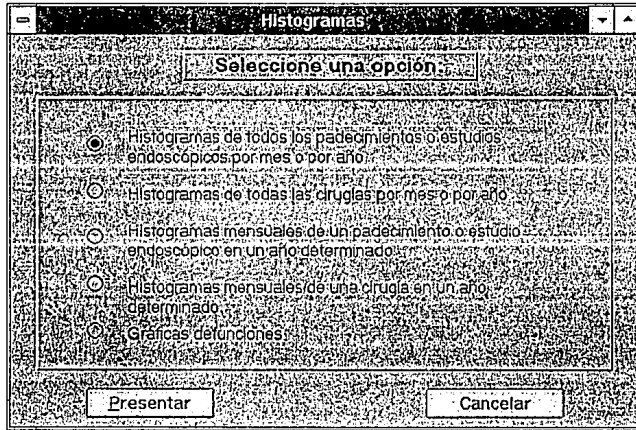 Histogramas
Seleccione una opción.
Histogramas de todos los padecimientos o estudios
endoscópicos por mes o por año
Histogramas de todas las cirugías por mes o por año
Histogramas mensuales de un padecimiento o estudio
endoscópico en un año determinado
Histogramas mensuales de una cirugía en un año
determinado
Gráficas defunciones
Presentar
Cancelar